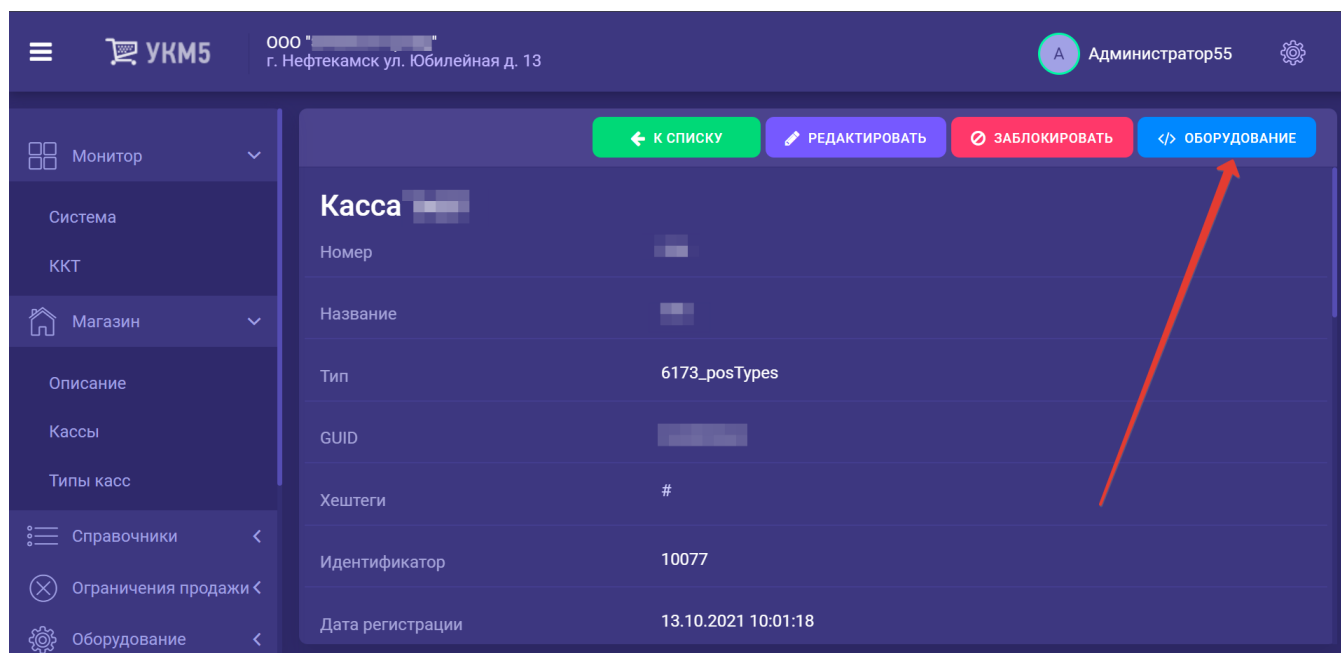 УКМ5
ООО "
г. Нефтекамск ул. Юбилейная д. 13
А
Администратор55
К СПИСКУ
РЕДАКТИРОВАТЬ
ЗАБЛОКИРОВАТЬ
</> ОБОРУДОВАНИЕ
Монитор
Система
ККТ
Магазин
Описание
Кассы
Типы касс
Справочники
Ограничения продажи
Оборудование
Касса
Номер
Название
Тип 6173_posTypes
GUID
Хештеги #
Идентификатор 10077
Дата регистрации 13.10.2021 10:01:18